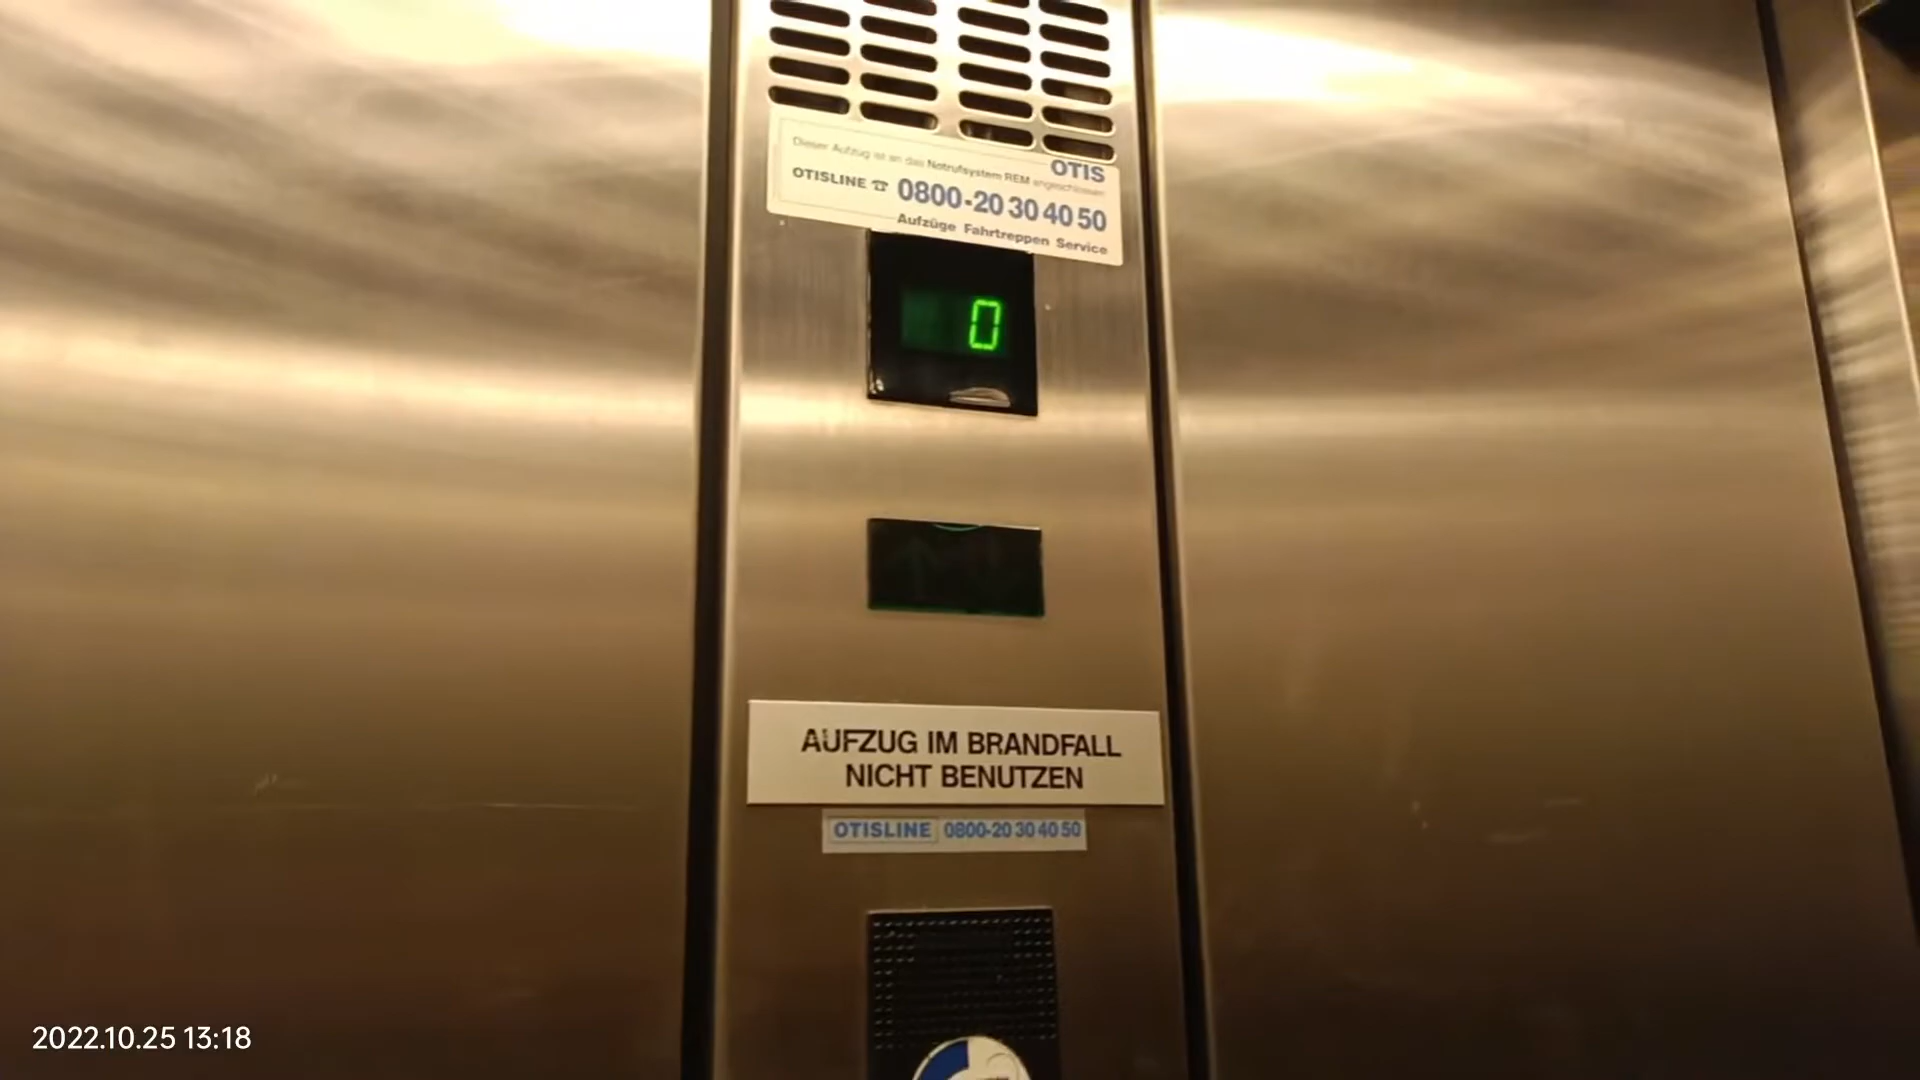 OTIS
Dieser Aufzug ist an das Notrufsystem REM angeschlossen
OTISLINE ☎ 0800-20 30 40 50
Aufzüge Fahrtreppen Service
0
AUFZUG IM BRANDFALL
NICHT BENUTZEN
OTISLINE 0800-20 30 40 50
2022.10.25 13:18